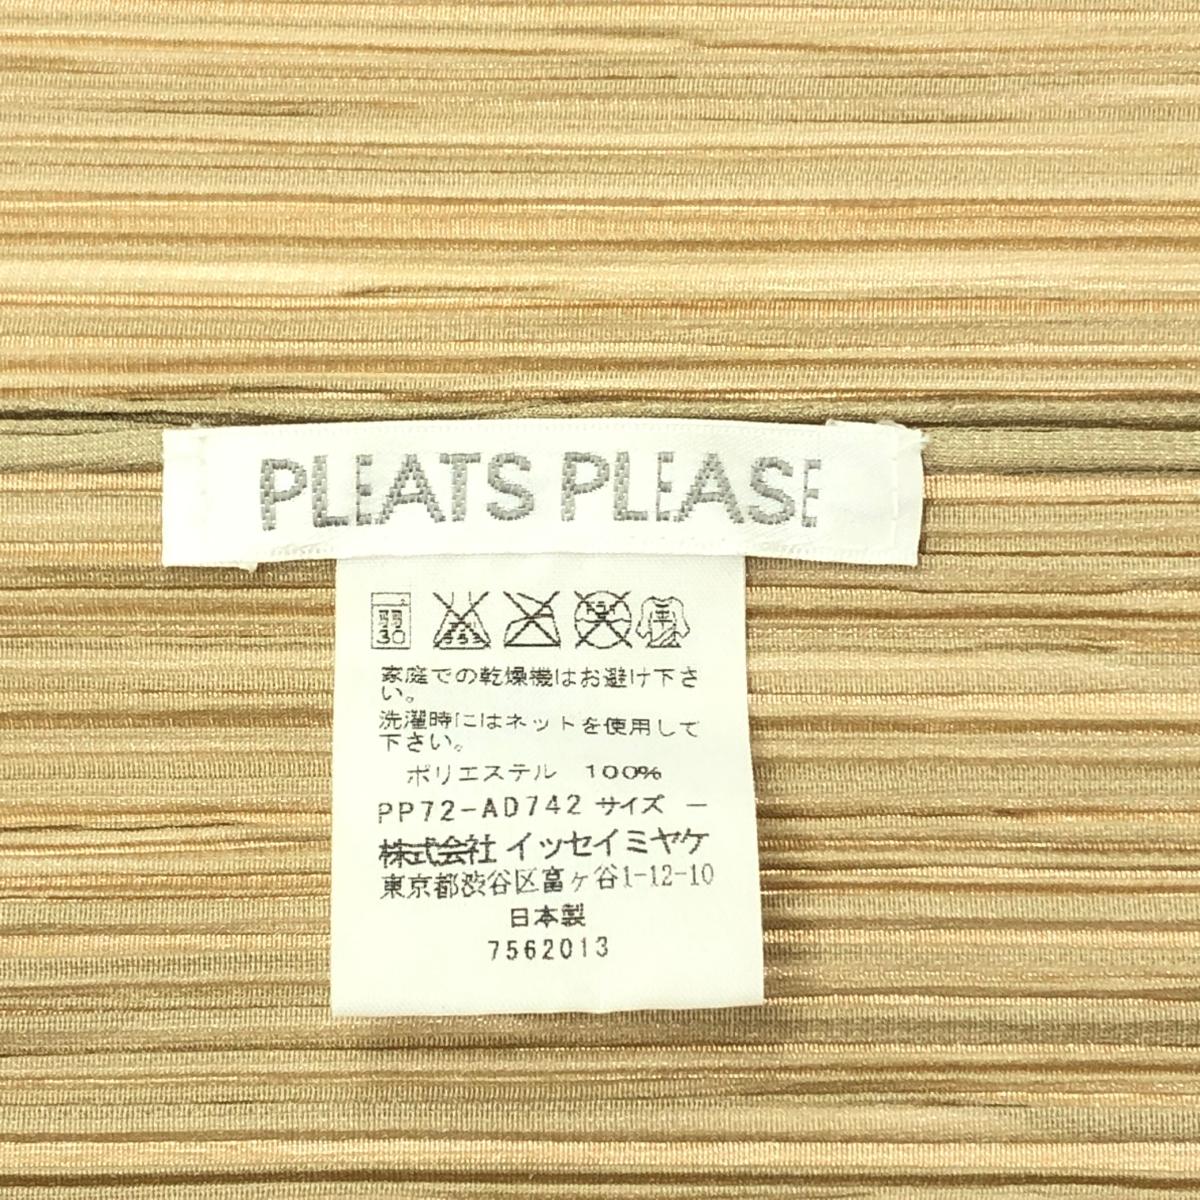 PLEATS PLEASE
弱
30
家庭での乾燥機はお避け下さ
い。
洗濯時にはネットを使用して
下さい。
ポリエステル 100%
PP72-AD742 サイズ ー
株式会社 イッセイミヤケ
東京都渋谷区富ヶ谷1-12-10
日本製
7562013